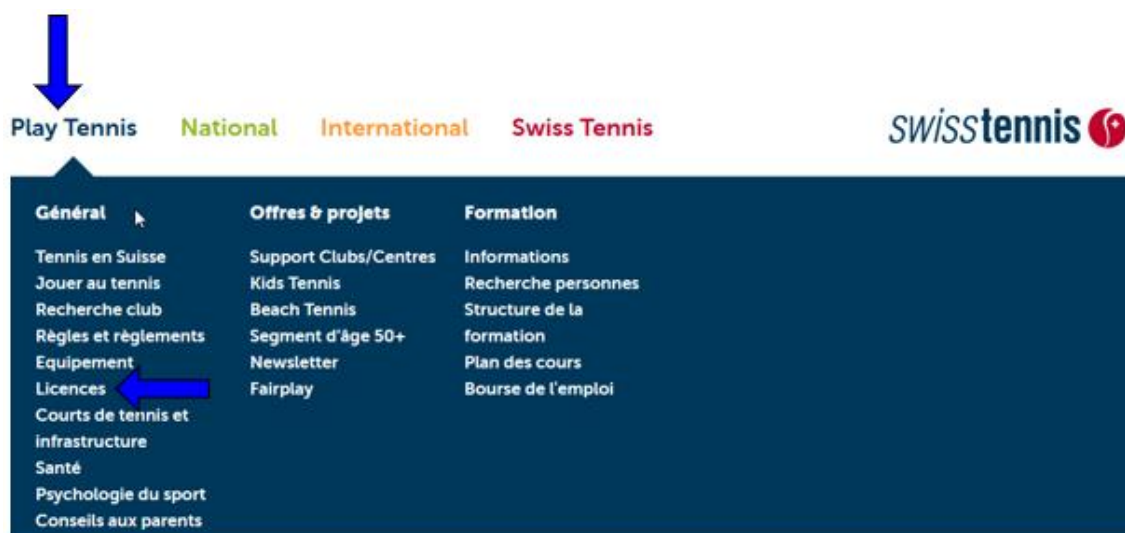 Play Tennis National International Swiss Tennis swisstennis
Général
Tennis en Suisse
Jouer au tennis
Recherche club
Règles et règlements
Equipement
Licences
Courts de tennis et
infrastructure
Santé
Psychologie du sport
Conseils aux parents
Offres & projets
Support Clubs/Centres
Kids Tennis
Beach Tennis
Segment d'âge 50+
Newsletter
Fairplay
Formation
Informations
Recherche personnes
Structure de la
formation
Plan des cours
Bourse de l'emploi